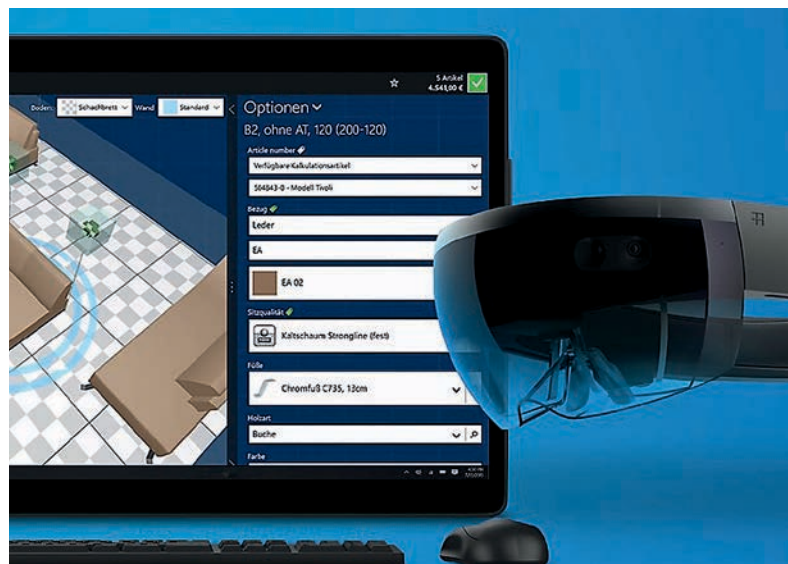 5 Artikel
4.541,00 €
Boden: Schachbrett Wand Standard
Optionen
B2, ohne AT, 120 (200-120)
Article number
Verfügbare Kalkulationsartikel
504843-0 - Modell Tivoli
Bezug
Leder
EA
EA 02
Sitzqualität
Kaltschaum Strongline (fest)
Füße
Chromfuß C735, 13cm
Holzart
Buche
Farbe